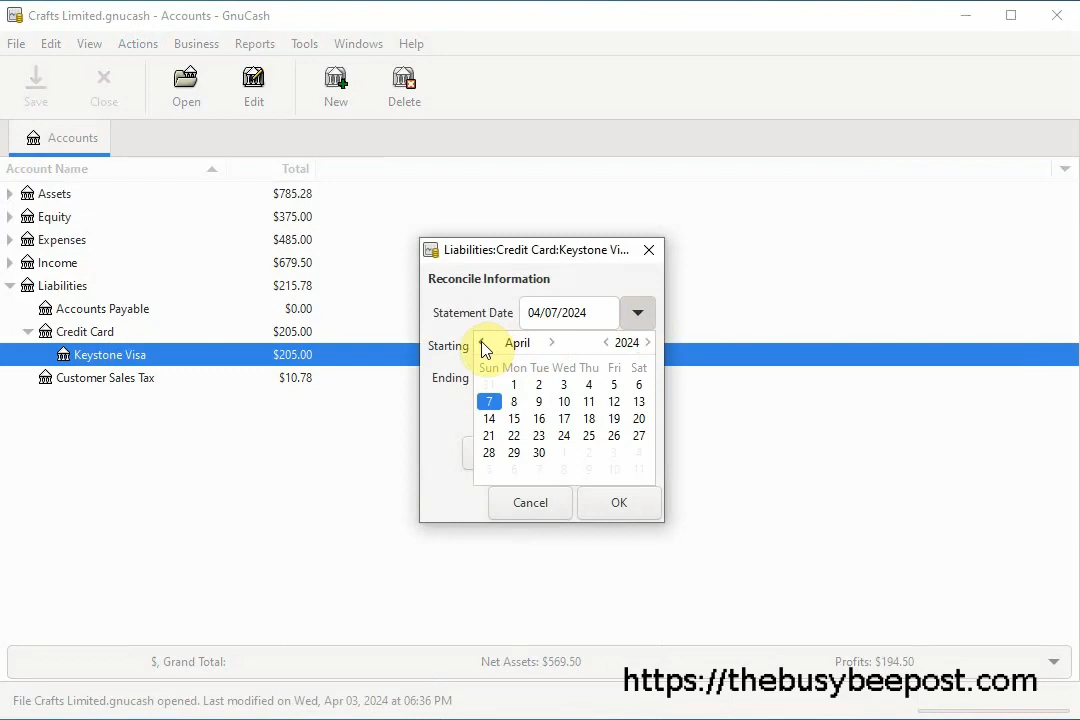 Crafts Limited.gnucash - Accounts - GnuCash
File Edit View Actions Business Reports Tools Windows Help
Save Close Open Edit New Delete
Accounts
Account Name Total
Assets $785.28
Equity $375.00
Expenses $485.00
Income $679.50
Liabilities $215.78
Accounts Payable $0.00
Credit Card $205.00
Keystone Visa $205.00
Customer Sales Tax $10.78
Liabilities:Credit Card:Keystone Vi...
Reconcile Information
Statement Date 04/07/2024
Starting
Ending
April 2024
Sun Mon Tue Wed Thu Fri Sat
31 1 2 3 4 5 6
7 8 9 10 11 12 13
14 15 16 17 18 19 20
21 22 23 24 25 26 27
28 29 30 1 2 3 4
5 6 7 8 9 10 11
Cancel OK
$, Grand Total: Net Assets: $569.50 Profits: $194.50
https://thebusybeepost.com
File Crafts Limited.gnucash opened. Last modified on Wed, Apr 03, 2024 at 06:36 PM